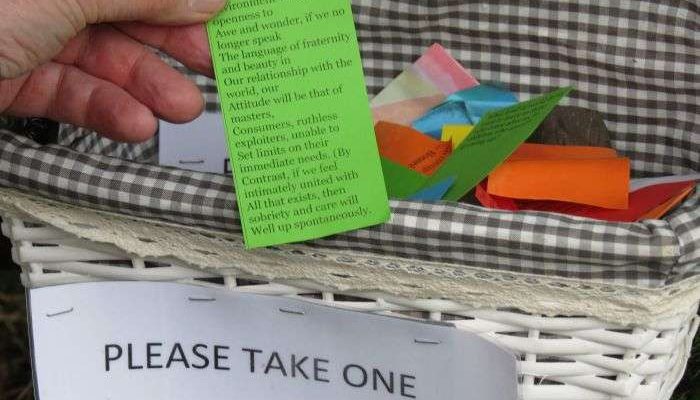 openness to
Awe and wonder, if we no
longer speak
The language of fraternity
and beauty in
Our relationship with the
world, our
Attitude will be that of
masters,
Consumers, ruthless
exploiters, unable to
Set limits on their
immediate needs. (By
Contrast, if we feel
intimately united with
All that exists, then
sobriety and care will
Well up spontaneously.
PLEASE TAKE ONE